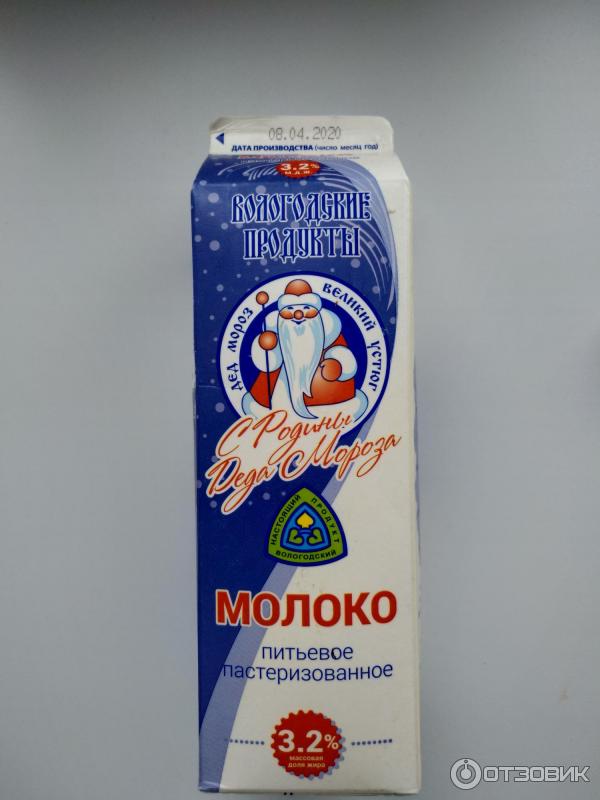 08.04.2020
ДАТА ПРОИЗВОДСТВА (число месяц год)
3.2%
М.Д.Ж.
ВОЛОГОДСКИЕ
ПРОДУКТЫ
ДЕД МОРОЗ ВЕЛИКИЙ УСТЮГ
С Родины
Деда Мороза
НАСТОЯЩИЙ ПРОДУКТ
ВОЛОГОДСКИЙ
МОЛОКО
питьевое
пастеризованное
3.2%
массовая
доля жира
ОТЗОВИК